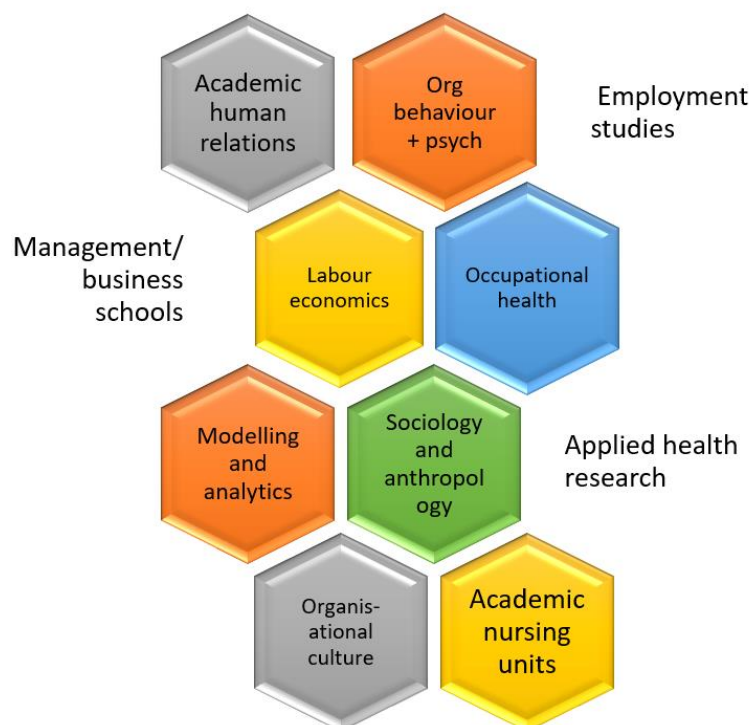 Academic
human
relations
Org
behaviour
+ psych
Employment
studies
Management/
business
schools
Labour
economics
Occupational
health
Modelling
and
analytics
Sociology
and
anthropol
ogy
Applied health
research
Organis-
ational
culture
Academic
nursing
units